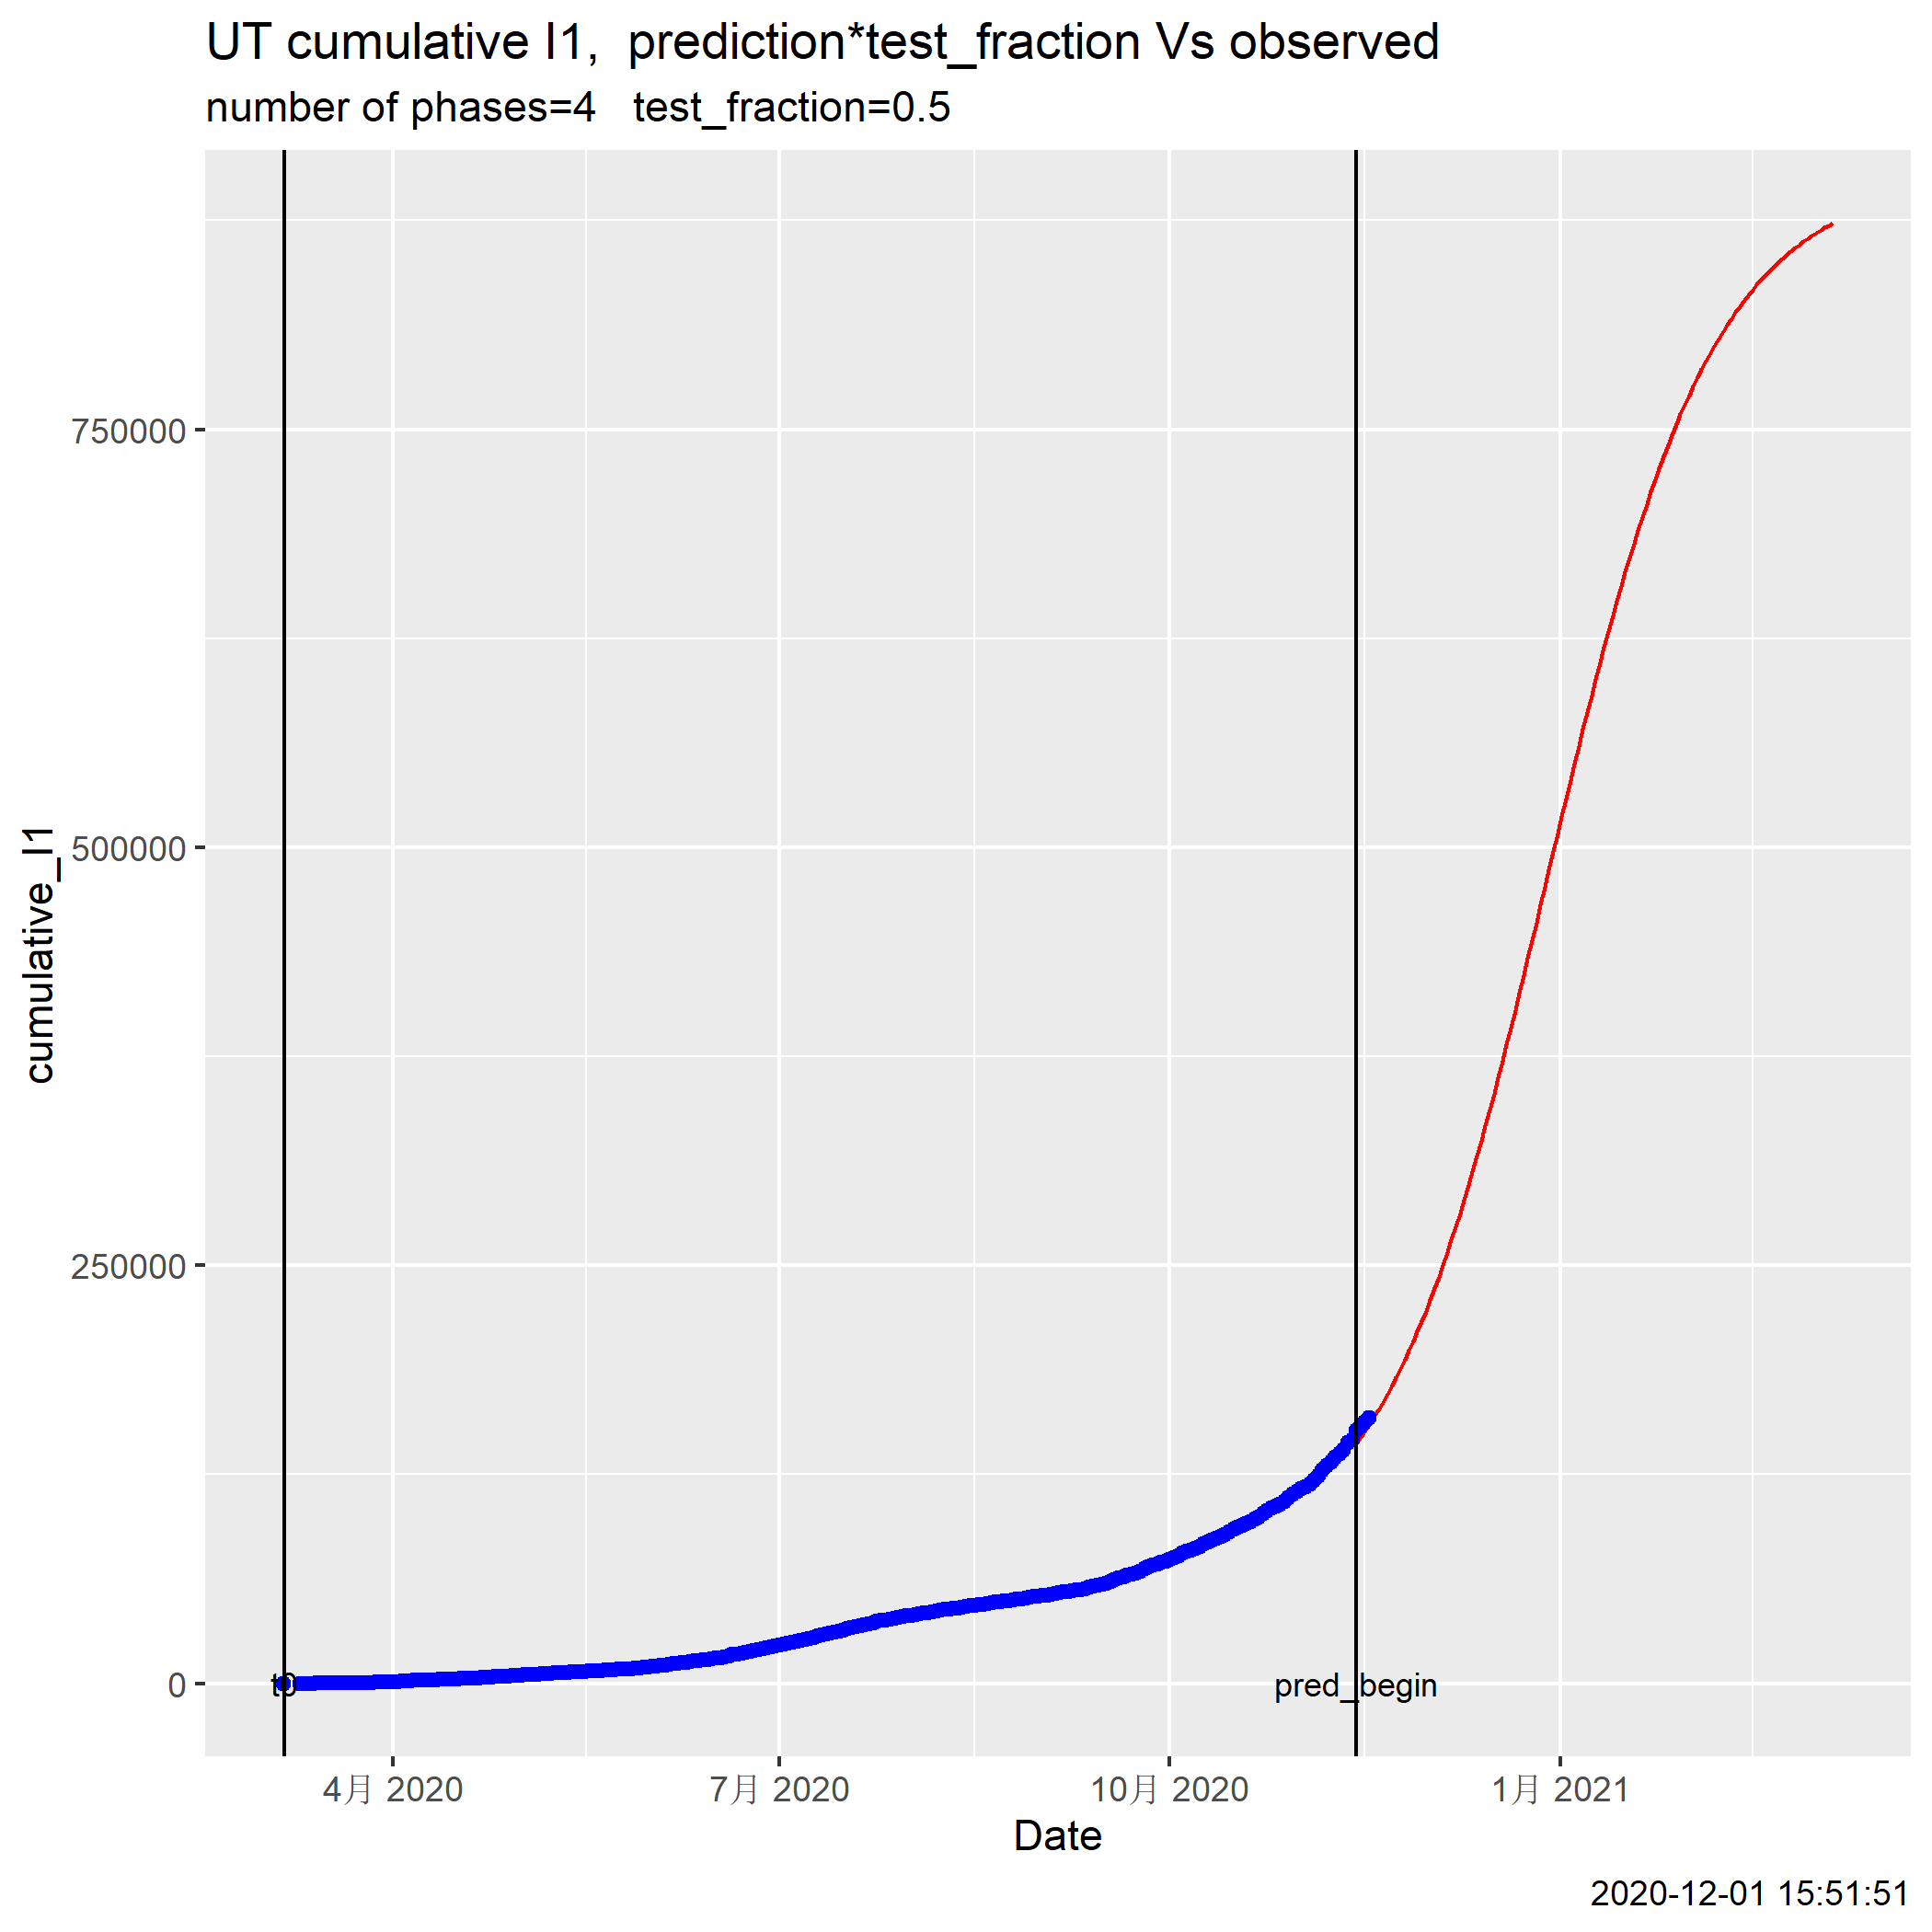 UT cumulative I1,  prediction*test_fraction Vs observed
number of phases=4   test_fraction=0.5
cumulative_I1
750000
500000
250000
0
t0
pred_begin
4月 2020
7月 2020
10月 2020
1月 2021
Date
2020-12-01 15:51:51